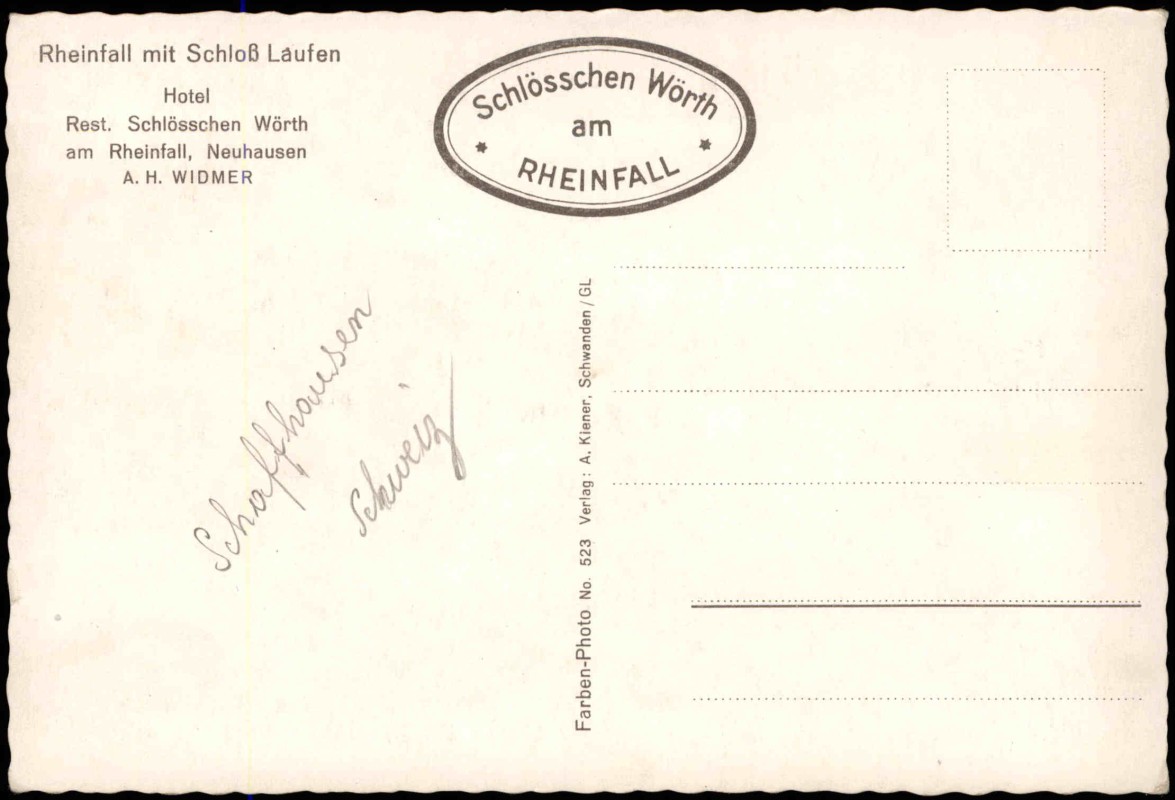 Rheinfall mit Schloß Laufen
Hotel
Rest. Schlösschen Wörth
am Rheinfall, Neuhausen
A. H. WIDMER
Schlösschen Wörth
am
* RHEINFALL *
Schaffhausen
Schweiz
Farben-Photo No. 523 Verlag: A. Kiener, Schwanden/GL